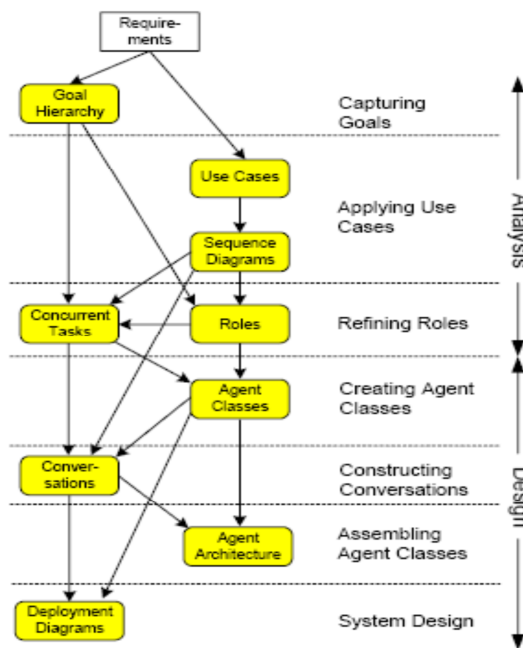 Require-
ments
Goal
Hierarchy
Capturing
Goals
Use Cases
Applying Use
Cases
Sequence
Diagrams
Analysis
Concurrent
Tasks
Roles
Refining Roles
Agent
Classes
Creating Agent
Classes
Conver-
sations
Constructing
Conversations
Design
Agent
Architecture
Assembling
Agent Classes
Deployment
Diagrams
System Design